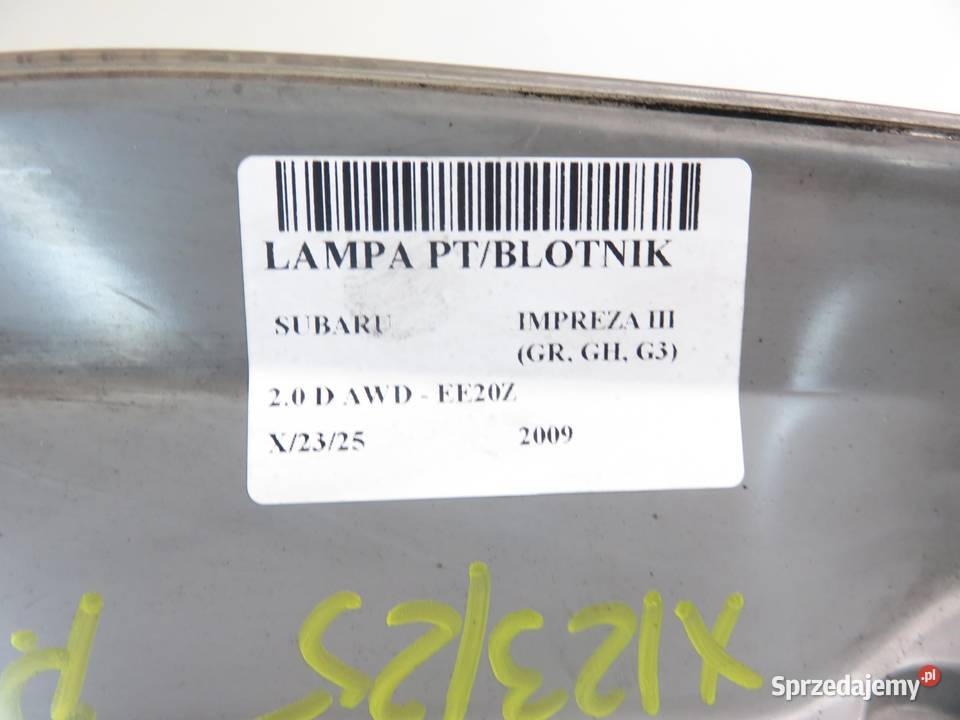 LAMPA PT/BLOTNIK
SUBARU IMPREZA III
(GR, GH, G3)
2.0 D AWD - EE20Z
X/23/25 2009
X/23/25
Sprzedajemy.pl